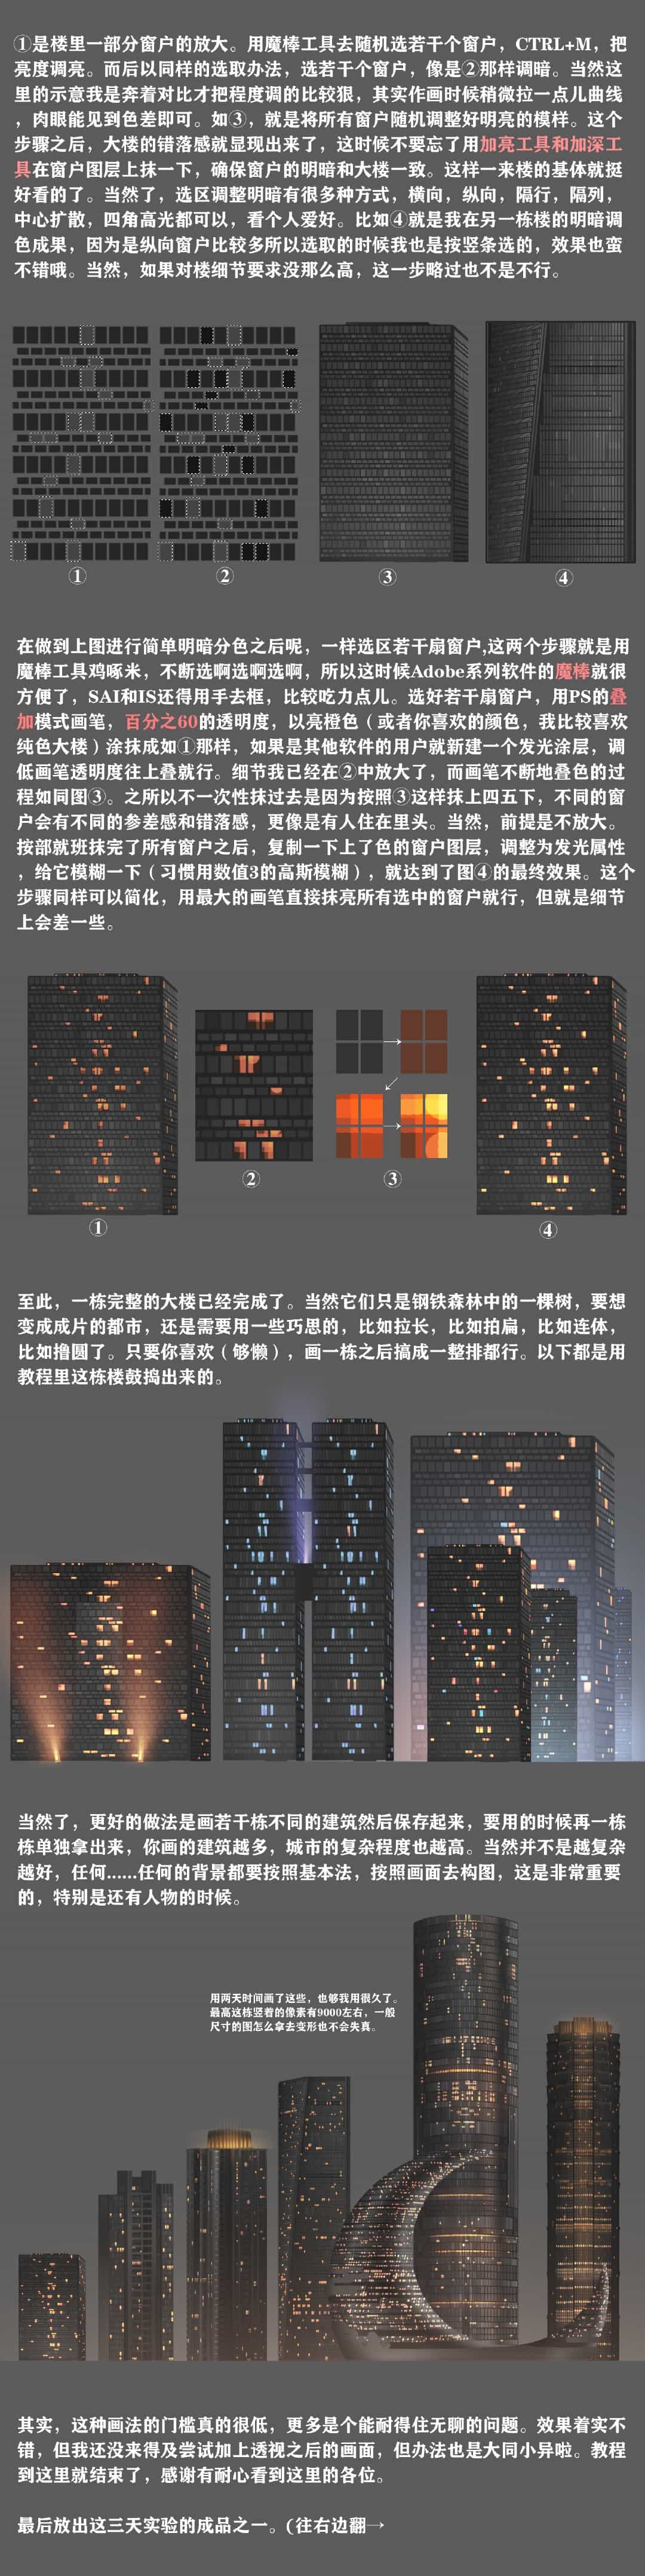 ①是楼里一部分窗户的放大。用魔棒工具去随机选若干个窗户，CTRL+M，把
亮度调亮。而后以同样的选取办法，选若干个窗户，像是②那样调暗。当然这
里的示意我是奔着对比才把程度调的比较狠，其实作画时候稍微拉一点儿曲线
，肉眼能见到色差即可。如③，就是将所有窗户随机调整好明亮的模样。这个
步骤之后，大楼的错落感就显现出来了，这时候不要忘了用加亮工具和加深工
具在窗户图层上抹一下，确保窗户的明暗和大楼一致。这样一来楼的基体就挺
好看的了。当然了，选区调整明暗有很多种方式，横向，纵向，隔行，隔列，
中心扩散，四角高光都可以，看个人爱好。比如④就是我在另一栋楼的明暗调
色成果，因为是纵向窗户比较多所以选取的时候我也是按竖条选的，效果也蛮
不错哦。当然，如果对楼细节要求没那么高，这一步略过也不是不行。
① ② ③ ④
在做到上图进行简单明暗分色之后呢，一样选区若干扇窗户,这两个步骤就是用
魔棒工具鸡啄米，不断选啊选啊选啊，所以这时候Adobe系列软件的魔棒就很
方便了，SAI和IS还得用手去框，比较吃力点儿。选好若干扇窗户，用PS的叠
加模式画笔，百分之60的透明度，以亮橙色（或者你喜欢的颜色，我比较喜欢
纯色大楼）涂抹成如①那样，如果是其他软件的用户就新建一个发光涂层，调
低画笔透明度往上叠就行。细节我已经在②中放大了，而画笔不断地叠色的过
程如同图③。之所以不一次性抹过去是因为按照③这样抹上四五下，不同的窗
户会有不同的参差感和错落感，更像是有人住在里头。当然，前提是不放大。
按部就班抹完了所有窗户之后，复制一下上了色的窗户图层，调整为发光属性
，给它模糊一下（习惯用数值3的高斯模糊），就达到了图④的最终效果。这个
步骤同样可以简化，用最大的画笔直接抹亮所有选中的窗户就行，但就是细节
上会差一些。
① ② ③ ④
至此，一栋完整的大楼已经完成了。当然它们只是钢铁森林中的一棵树，要想
变成成片的都市，还是需要用一些巧思的，比如拉长，比如拍扁，比如连体，
比如撸圆了。只要你喜欢（够懒），画一栋之后搞成一整排都行。以下都是用
教程里这栋楼鼓捣出来的。
当然了，更好的做法是画若干栋不同的建筑然后保存起来，要用的时候再一栋
栋单独拿出来，你画的建筑越多，城市的复杂程度也越高。当然并不是越复杂
越好，任何......任何的背景都要按照基本法，按照画面去构图，这是非常重要
的，特别是还有人物的时候。
用两天时间画了这些，也够我用很久了。
最高这栋竖着的像素有9000左右，一般
尺寸的图怎么拿去变形也不会失真。
其实，这种画法的门槛真的很低，更多是个能耐得住无聊的问题。效果着实不
错，但我还没来得及尝试加上透视之后的画面，但办法也是大同小异啦。教程
到这里就结束了，感谢有耐心看到这里的各位。
最后放出这三天实验的成品之一。(往右边翻→